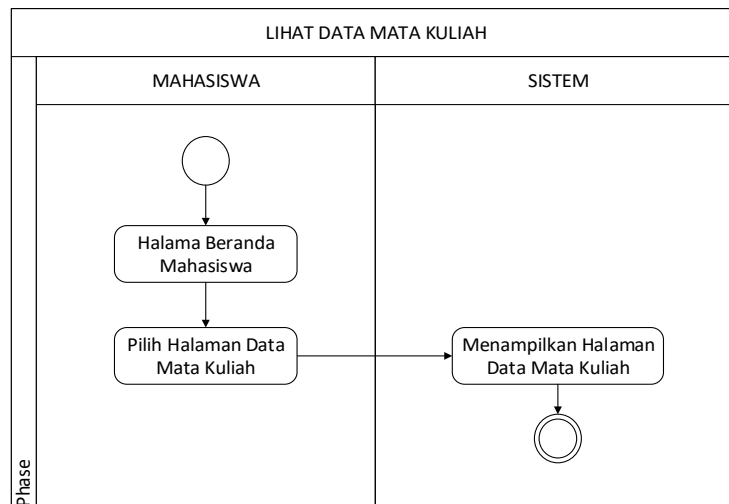 LIHAT DATA MATA KULIAH
MAHASISWA
SISTEM
Halama Beranda
Mahasiswa
Pilih Halaman Data
Mata Kuliah
Menampilkan Halaman
Data Mata Kuliah
Phase